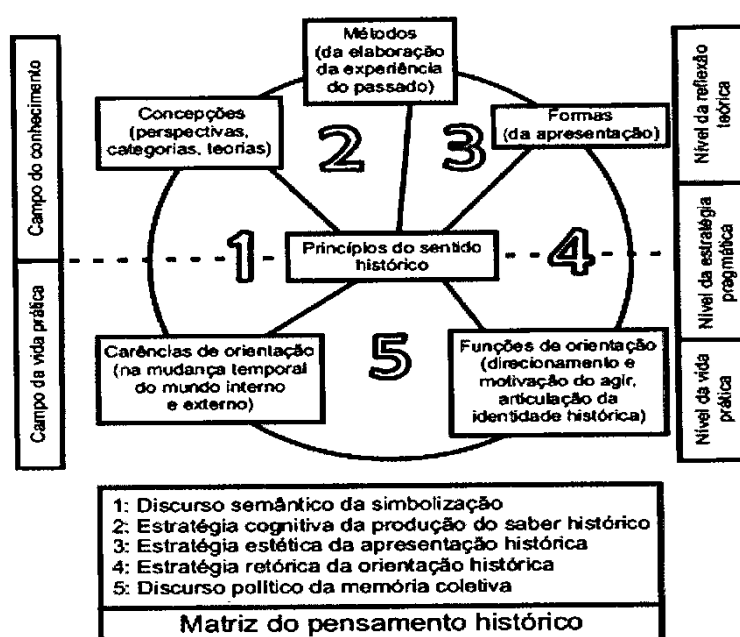 Métodos
(da elaboração
da experiência
do passado)
Concepções
(perspectivas,
categorias, teorias)
Formas
(da apresentação)
2
3
1
Princípios do sentido
histórico
4
Carências de orientação
(na mudança temporal
do mundo interno
e externo)
5
Funções de orientação
(direcionamento e
motivação do agir,
articulação da
identidade histórica)
Campo do conhecimento
Campo da vida prática
Nível da reflexão
teórica
Nível da estratégia
pragmática
Nível da vida
prática
1: Discurso semântico da simbolização
2: Estratégia cognitiva da produção do saber histórico
3: Estratégia estética da apresentação histórica
4: Estratégia retórica da orientação histórica
5: Discurso político da memória coletiva
Matriz do pensamento histórico